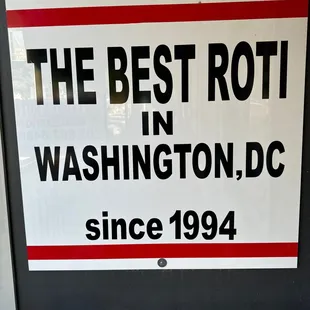 THE BEST ROTI
IN
WASHINGTON,DC
since 1994